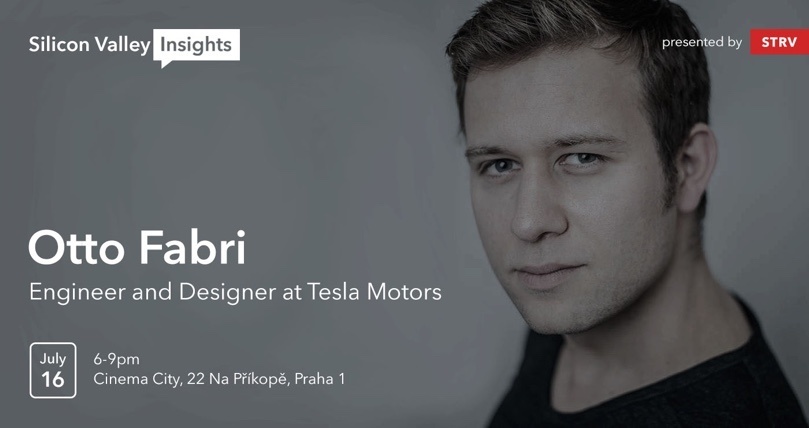 Silicon Valley Insights
presented by STRV
Otto Fabri
Engineer and Designer at Tesla Motors
July
16
6-9pm
Cinema City, 22 Na Příkopě, Praha 1